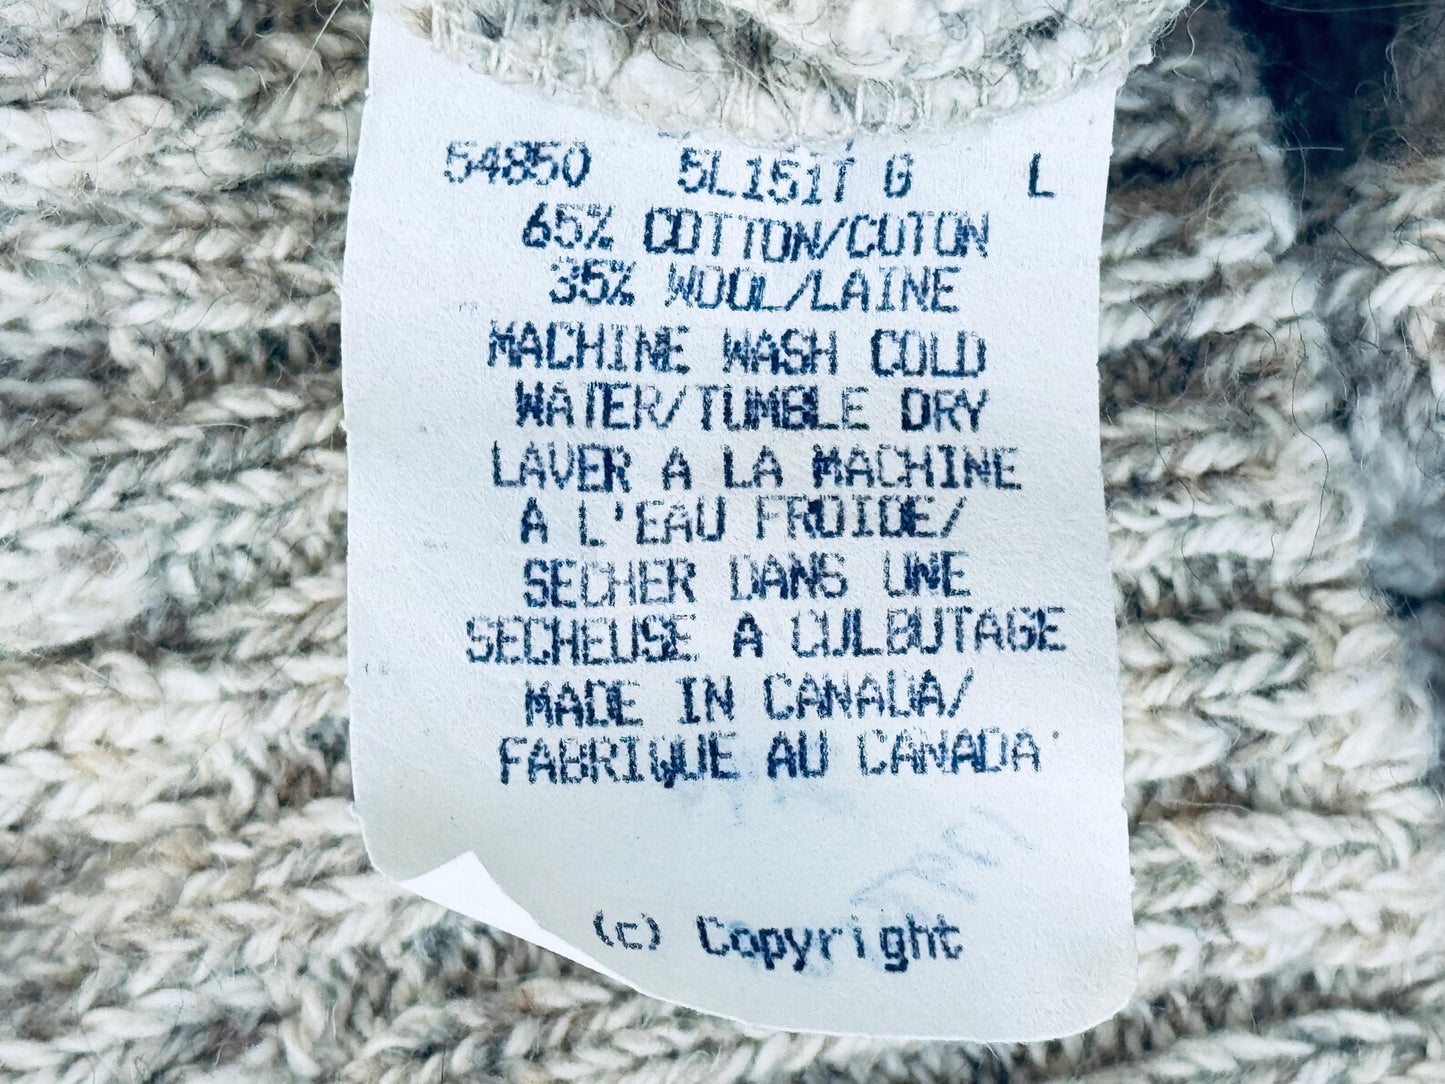 54850 5L151T G L
65% COTTON/COTON
35% WOOL/LAINE
MACHINE WASH COLD
WATER/TUMBLE DRY
LAVER A LA MACHINE
A L'EAU FROIDE/
SECHER DANS UNE
SECHEUSE A CULBUTAGE
MADE IN CANADA/
FABRIQUE AU CANADA
(c) Copyright